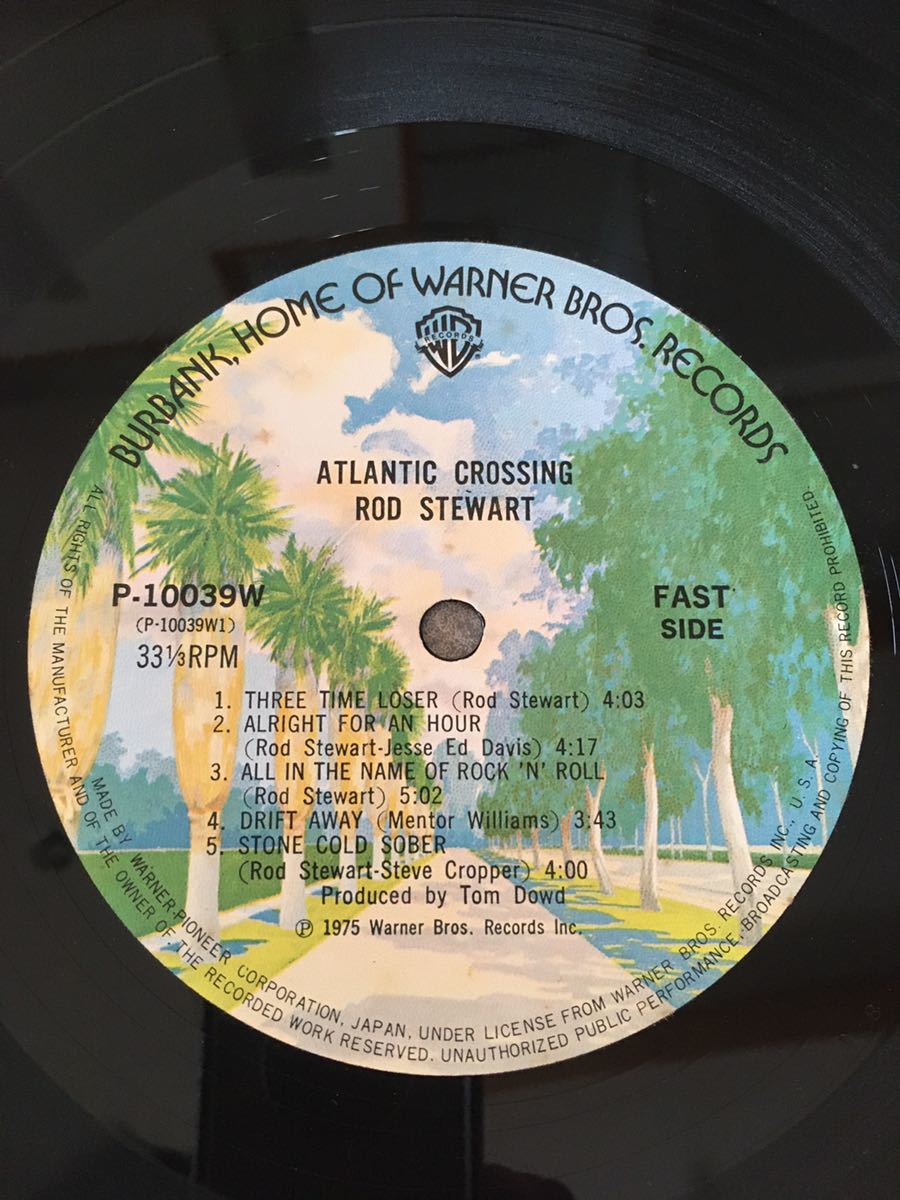 BURBANK, HOME OF WARNER BROS. RECORDS
WB
RECORDS
ATLANTIC CROSSING
ROD STEWART
P-10039W
(P-10039W1)
33⅓RPM
FAST
SIDE
1. THREE TIME LOSER (Rod Stewart) 4:03
2. ALRIGHT FOR AN HOUR
(Rod Stewart-Jesse Ed Davis) 4:17
3. ALL IN THE NAME OF ROCK 'N' ROLL
(Rod Stewart) 5:02
4. DRIFT AWAY (Mentor Williams) 3:43
5. STONE COLD SOBER
(Rod Stewart-Steve Cropper) 4:00
Produced by Tom Dowd
Ⓟ 1975 Warner Bros. Records Inc.
MADE BY WARNER-PIONEER CORPORATION, JAPAN, UNDER LICENSE FROM WARNER BROS. RECORDS INC., U.S.A.
ALL RIGHTS OF THE MANUFACTURER AND OF THE OWNER OF THE RECORDED WORK RESERVED. UNAUTHORIZED PUBLIC PERFORMANCE, BROADCASTING AND COPYING OF THIS RECORD PROHIBITED.